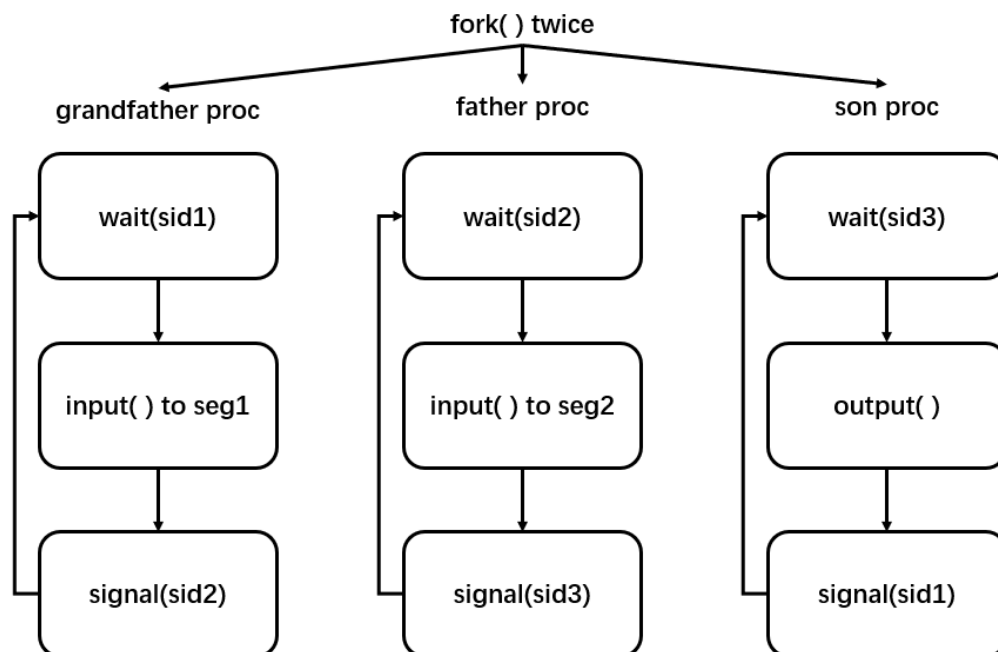 fork( ) twice
grandfather proc
father proc
son proc
wait(sid1)
wait(sid2)
wait(sid3)
input( ) to seg1
input( ) to seg2
output( )
signal(sid2)
signal(sid3)
signal(sid1)